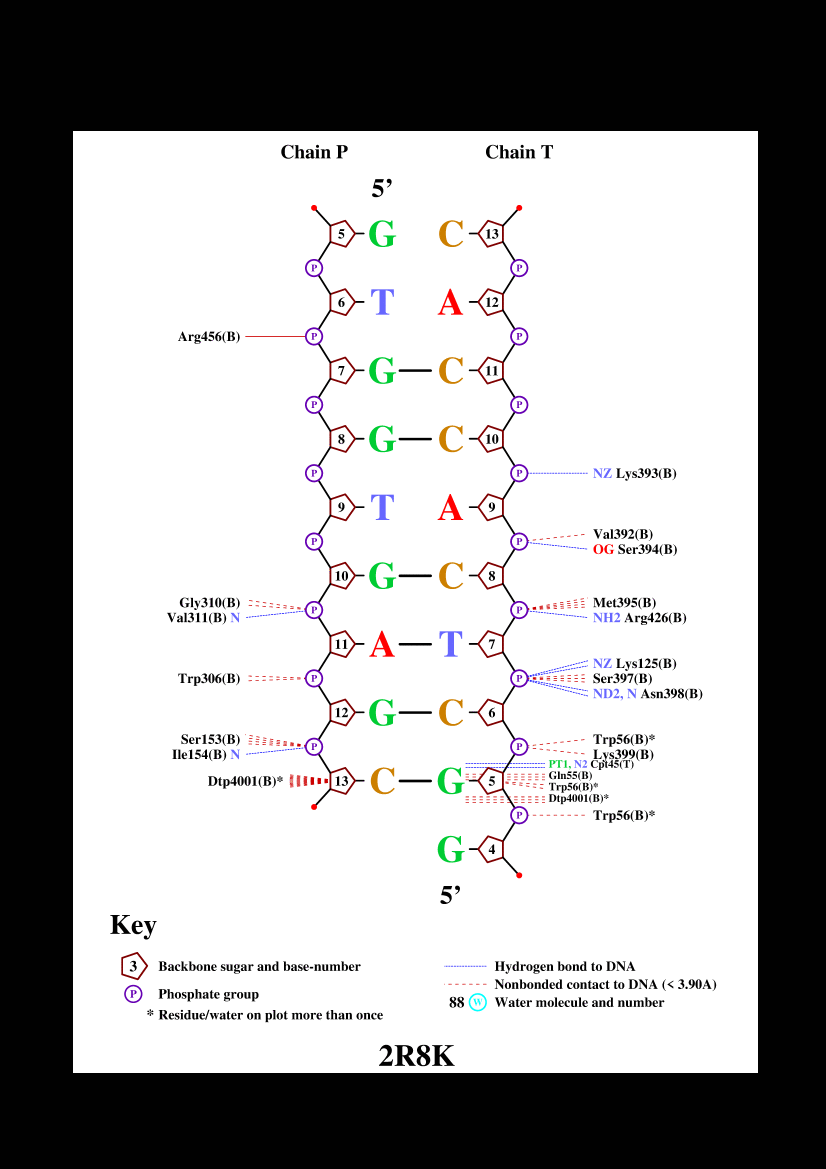 Chain P Chain T
5’
5 G C 13
P P
6 T A 12
Arg456(B) P P
7 G C 11
P P
8 G C 10
P P NZ Lys393(B)
9 T A 9
Val392(B)
P P
OG Ser394(B)
10 G C 8
Gly310(B) Met395(B)
P P
Val311(B) N NH2 Arg426(B)
11 A T 7
NZ Lys125(B)
Trp306(B) P P Ser397(B)
ND2, N Asn398(B)
12 G C 6
Ser153(B) Trp56(B)*
P P
Ile154(B) N Lys399(B)
PT1, N2 Cpt45(T)
Gln55(B)
Dtp4001(B)* 13 C G 5
Trp56(B)*
Dtp4001(B)*
P Trp56(B)*
G 4
5’
Key
3 Backbone sugar and base-number Hydrogen bond to DNA
Nonbonded contact to DNA (< 3.90A)
P Phosphate group 88 W Water molecule and number
* Residue/water on plot more than once
2R8K